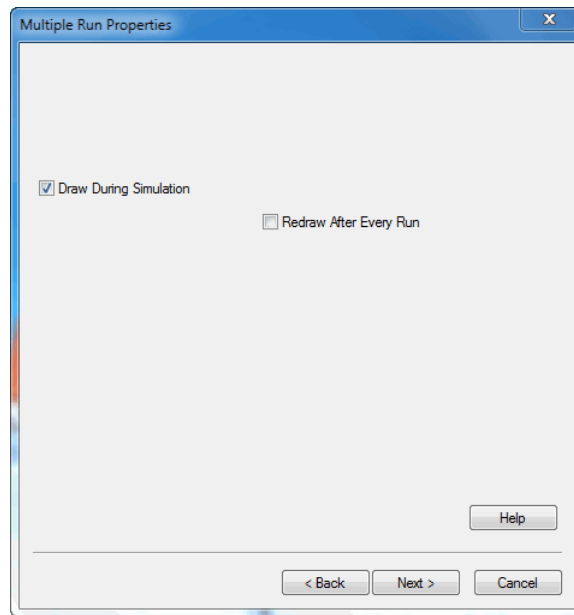 Multiple Run Properties
Draw During Simulation
Redraw After Every Run
Help
< Back Next > Cancel